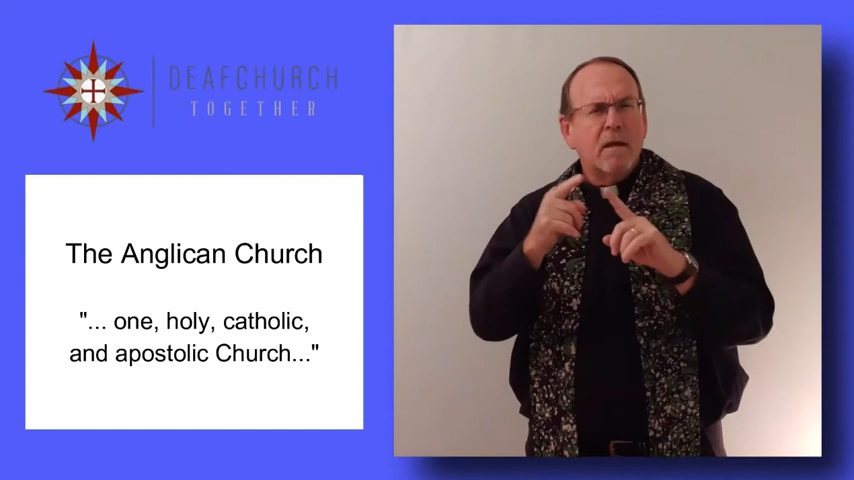 DEAFCHURCH
TOGETHER
The Anglican Church
"... one, holy, catholic,
and apostolic Church..."